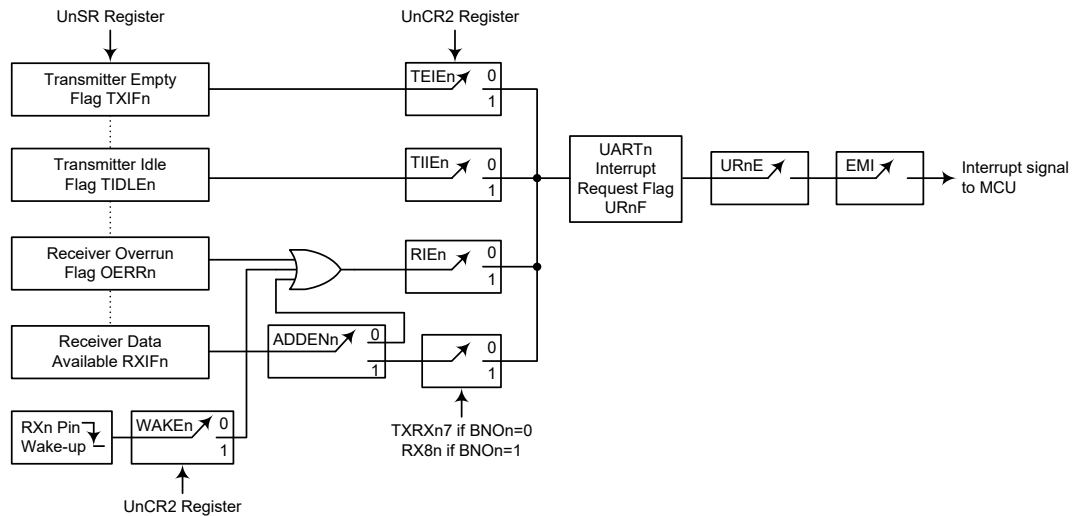 UnSR Register
UnCR2 Register
Transmitter Empty
Flag TXIFn
TEIEn
0
1
Transmitter Idle
Flag TIDLEn
TIIEn
0
1
UARTn
Interrupt
Request Flag
URnF
URnE
EMI
Interrupt signal
to MCU
Receiver Overrun
Flag OERRn
RIEn
0
1
Receiver Data
Available RXIFn
ADDENn
0
1
0
1
RXn Pin
Wake-up
WAKEn
0
1
TXRXn7 if BNOn=0
RX8n if BNOn=1
UnCR2 Register